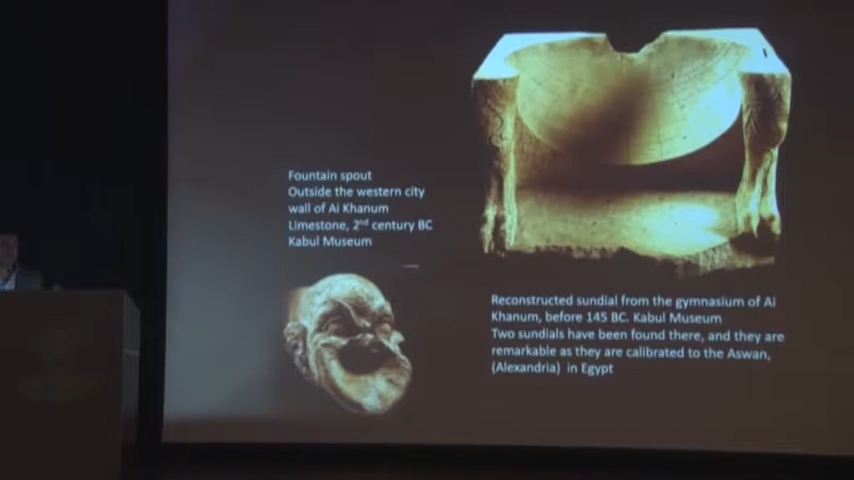 Fountain spout
Outside the western city
wall of Ai Khanum
Limestone, 2nd century BC
Kabul Museum
Reconstructed sundial from the gymnasium of Ai
Khanum, before 145 BC. Kabul Museum
Two sundials have been found there, and they are
remarkable as they are calibrated to the Aswan,
(Alexandria) in Egypt